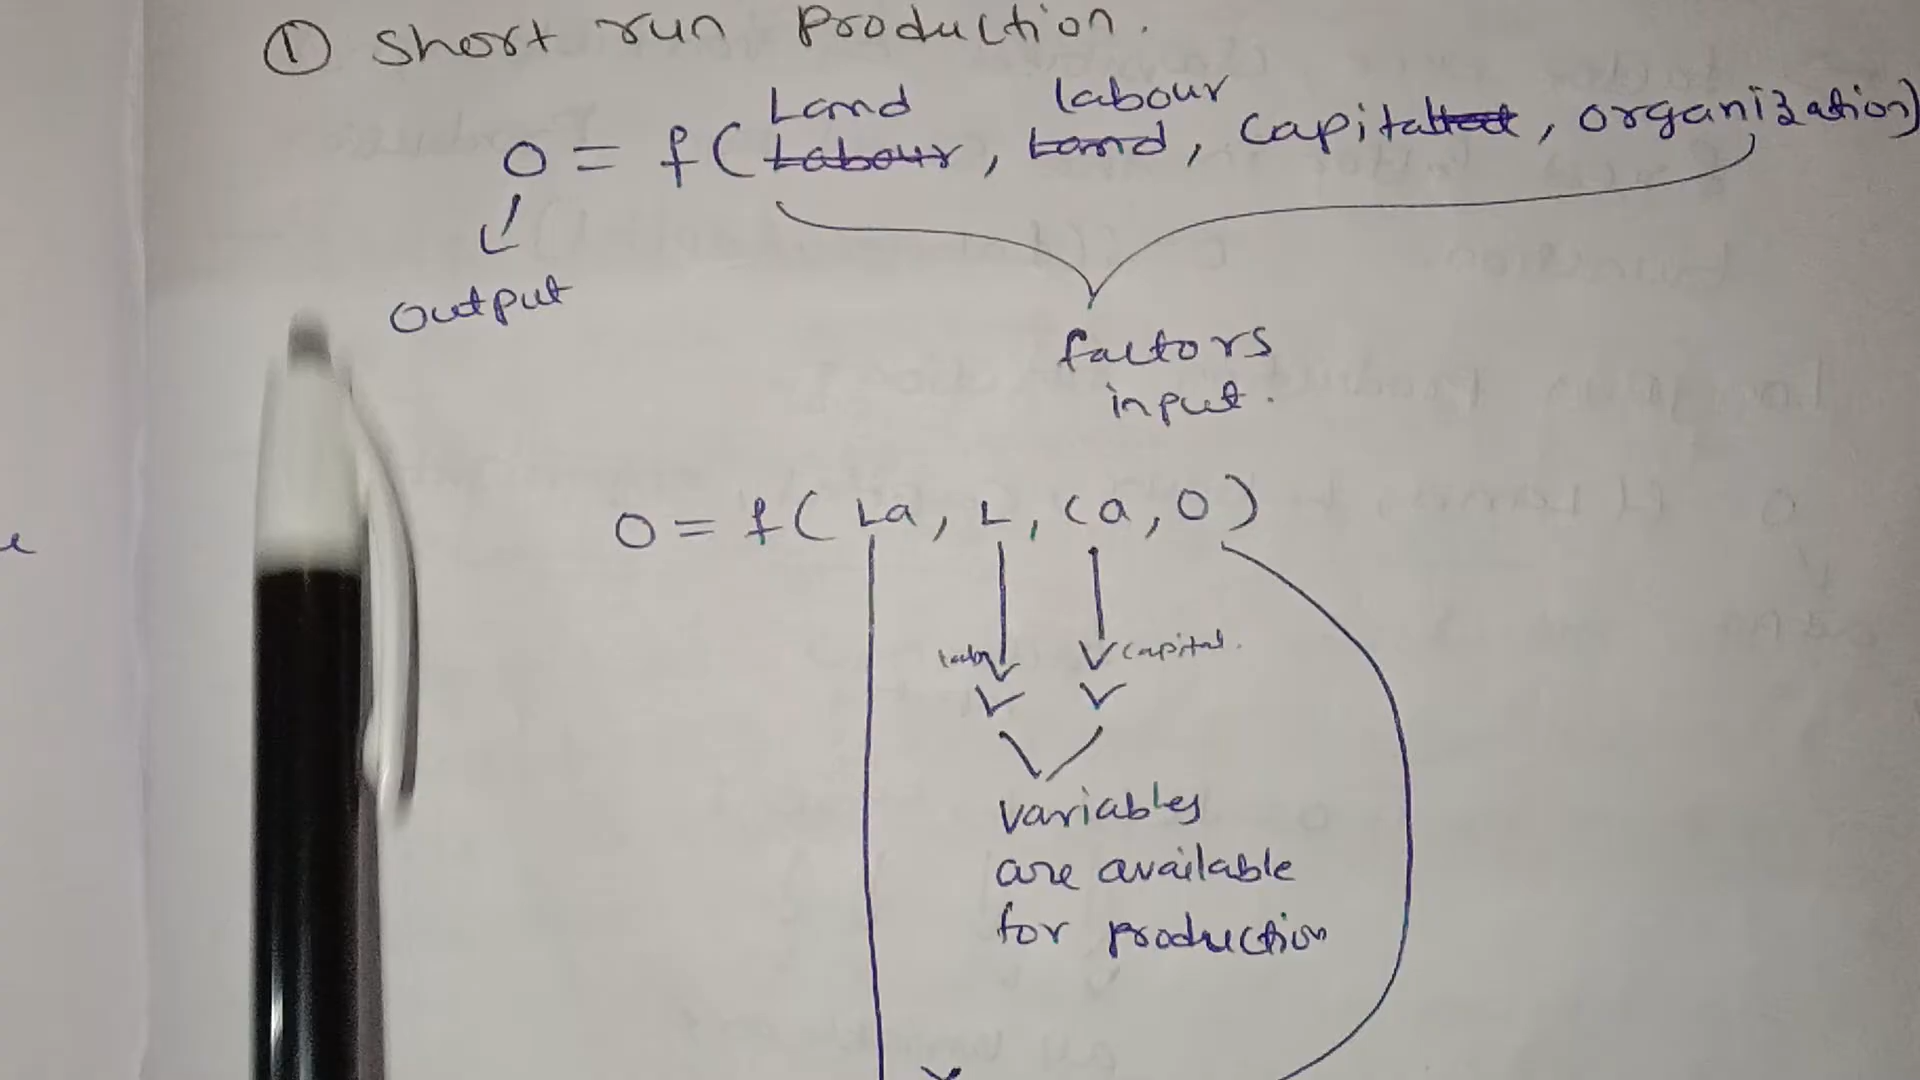 ① Short run Production.
Land labour
O = f( Labour, Land, capital, organization)
Output
factors
input.
O = f( La, L, Ca, O)
capital.
variables
are available
for production